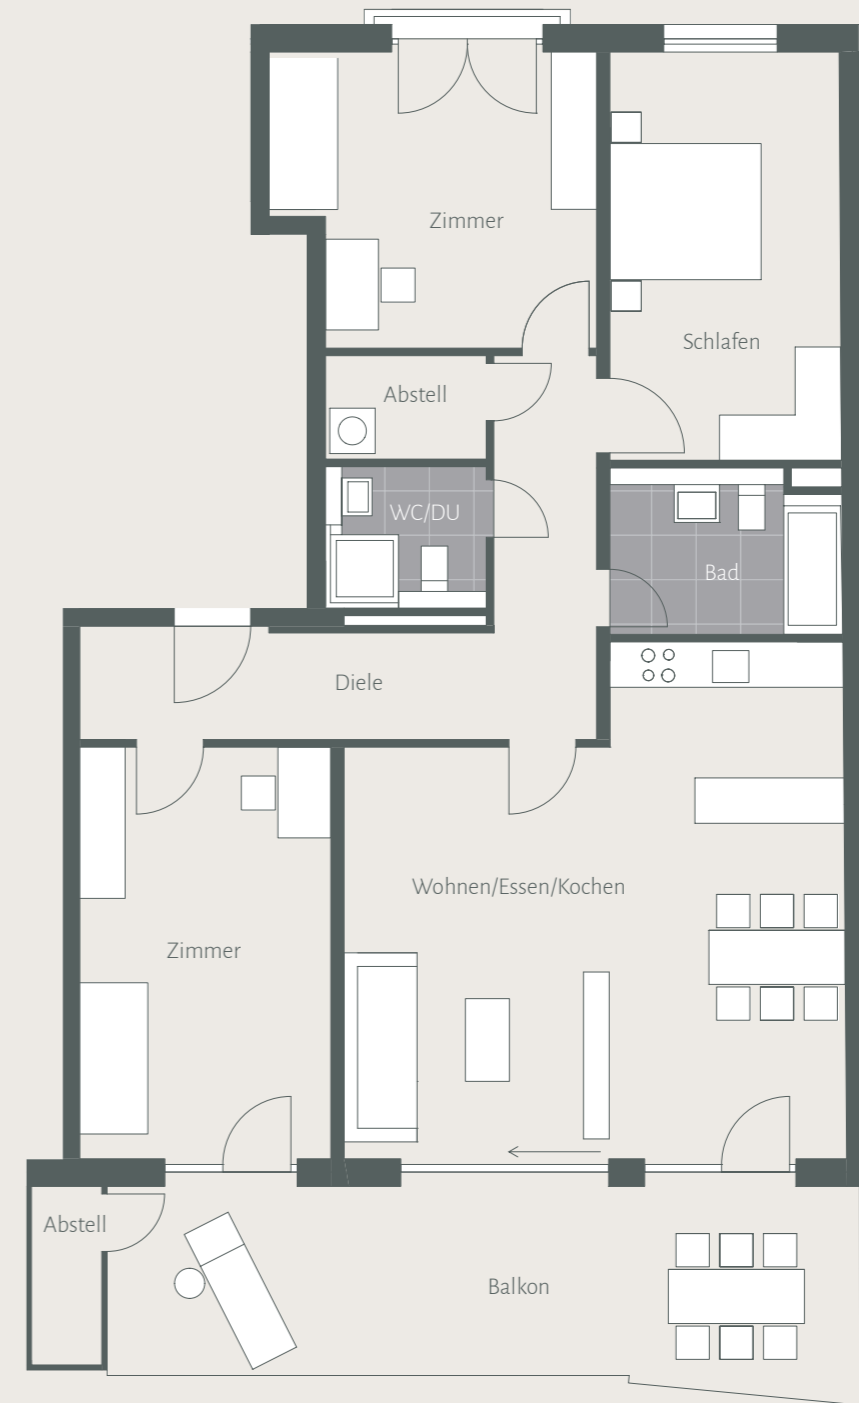 Zimmer
Schlafen
Abstell
WC/DU
Bad
Diele
Wohnen/Essen/Kochen
Zimmer
Abstell
Balkon